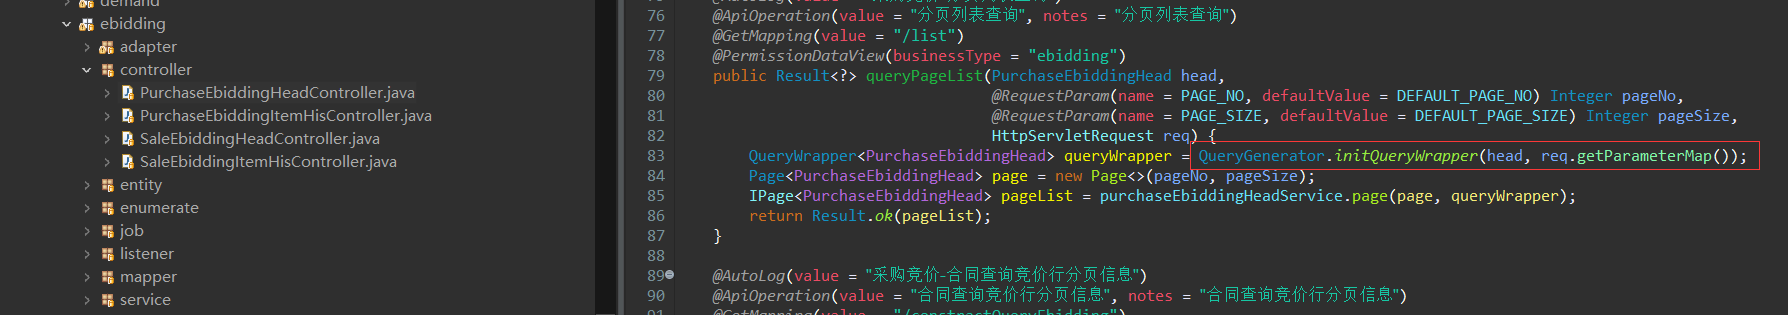 demand
ebidding
adapter
controller
PurchaseEbiddingHeadController.java
PurchaseEbiddingItemHisController.java
SaleEbiddingHeadController.java
SaleEbiddingItemHisController.java
entity
enumerate
job
listener
mapper
service
76 @ApiOperation(value = "分页列表查询", notes = "分页列表查询")
77 @GetMapping(value = "/list")
78 @PermissionDataView(businessType = "ebidding")
79 public Result<?> queryPageList(PurchaseEbiddingHead head,
80 @RequestParam(name = PAGE_NO, defaultValue = DEFAULT_PAGE_NO) Integer pageNo,
81 @RequestParam(name = PAGE_SIZE, defaultValue = DEFAULT_PAGE_SIZE) Integer pageSize,
82 HttpServletRequest req) {
83 QueryWrapper<PurchaseEbiddingHead> queryWrapper = QueryGenerator.initQueryWrapper(head, req.getParameterMap());
84 Page<PurchaseEbiddingHead> page = new Page<>(pageNo, pageSize);
85 IPage<PurchaseEbiddingHead> pageList = purchaseEbiddingHeadService.page(page, queryWrapper);
86 return Result.ok(pageList);
87 }
88
89 @AutoLog(value = "采购竞价-合同查询竞价行分页信息")
90 @ApiOperation(value = "合同查询竞价行分页信息", notes = "合同查询竞价行分页信息")
91 @GetMapping(value = "/constractQueryEbidding")